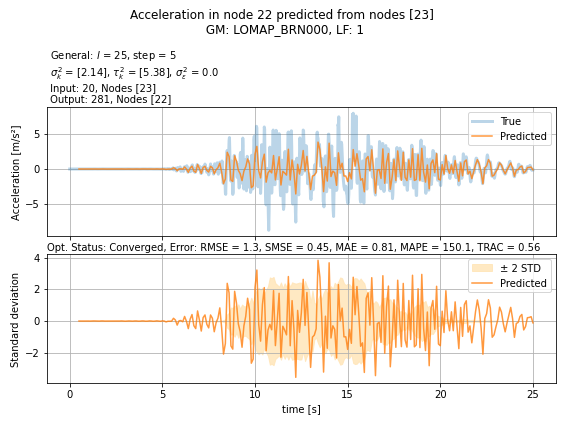 Acceleration in node 22 predicted from nodes [23]
GM: LOMAP_BRN000, LF: 1
General: l = 25, step = 5
σ²ₖ = [2.14], τ²ₖ = [5.38], σ²ε = 0.0
Input: 20, Nodes [23]
Output: 281, Nodes [22]
Acceleration [m/s²]
5
0
−5
True
Predicted
Opt. Status: Converged, Error: RMSE = 1.3, SMSE = 0.45, MAE = 0.81, MAPE = 150.1, TRAC = 0.56
Standard deviation
4
2
0
−2
± 2 STD
Predicted
0 5 10 15 20 25
time [s]